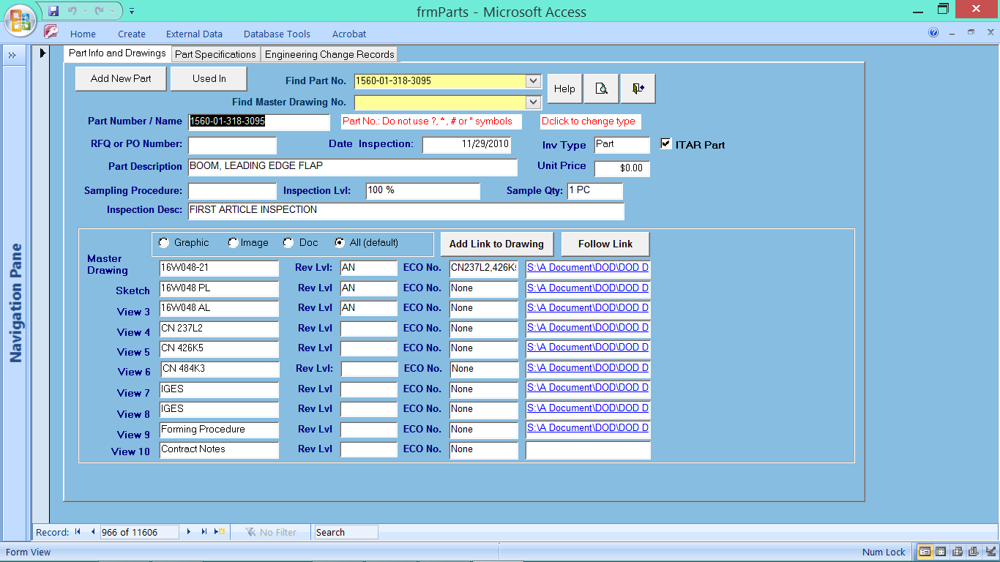 frmParts - Microsoft Access
Home Create External Data Database Tools Acrobat
Part Info and Drawings Part Specifications Engineering Change Records
Add New Part Used In Find Part No. 1560-01-318-3095 Help
Find Master Drawing No.
Part Number / Name 1560-01-318-3095 Part No.: Do not use ?, * , # or " symbols Dclick to change type
RFQ or PO Number: Date Inspection: 11/29/2010 Inv Type Part ITAR Part
Part Description BOOM, LEADING EDGE FLAP Unit Price $0.00
Sampling Procedure: Inspection Lvl: 100 % Sample Qty: 1 PC
Inspection Desc: FIRST ARTICLE INSPECTION
Graphic Image Doc All (default) Add Link to Drawing Follow Link
Master
Drawing 16W048-21 Rev Lvl: AN ECO No. CN237L2,426K5 S:\A Document\DOD\DOD D
Sketch 16W048 PL Rev Lvl AN ECO No. None S:\A Document\DOD\DOD D
View 3 16W048 AL Rev Lvl AN ECO No. None S:\A Document\DOD\DOD D
View 4 CN 237L2 Rev Lvl ECO No. None S:\A Document\DOD\DOD D
View 5 CN 426K5 Rev Lvl ECO No. None S:\A Document\DOD\DOD D
View 6 CN 484K3 Rev Lvl: ECO No. None S:\A Document\DOD\DOD D
View 7 IGES Rev Lvl ECO No. None S:\A Document\DOD\DOD D
View 8 IGES Rev Lvl ECO No. None S:\A Document\DOD\DOD D
View 9 Forming Procedure Rev Lvl ECO No. None S:\A Document\DOD\DOD D
View 10 Contract Notes Rev Lvl ECO No. None
Navigation Pane
Record: 966 of 11606 No Filter Search
Form View Num Lock